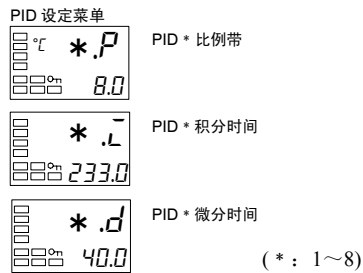 PID 设定菜单
°C *.P PID * 比例带
8.0
*.i PID * 积分时间
233.0
*.d PID * 微分时间
40.0
(*：1～8)